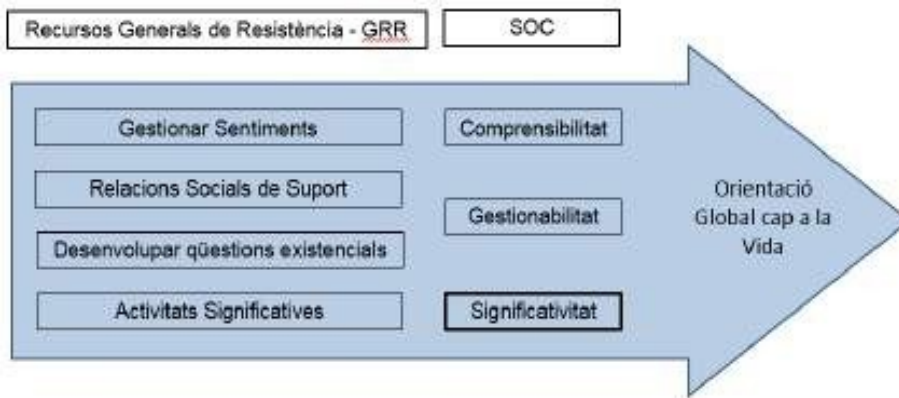 Recursos Generals de Resistència - GRR
SOC
Gestionar Sentiments
Comprensibilitat
Relacions Socials de Suport
Gestionabilitat
Desenvolupar qüestions existencials
Activitats Significatives
Significativitat
Orientació
Global cap a la
Vida